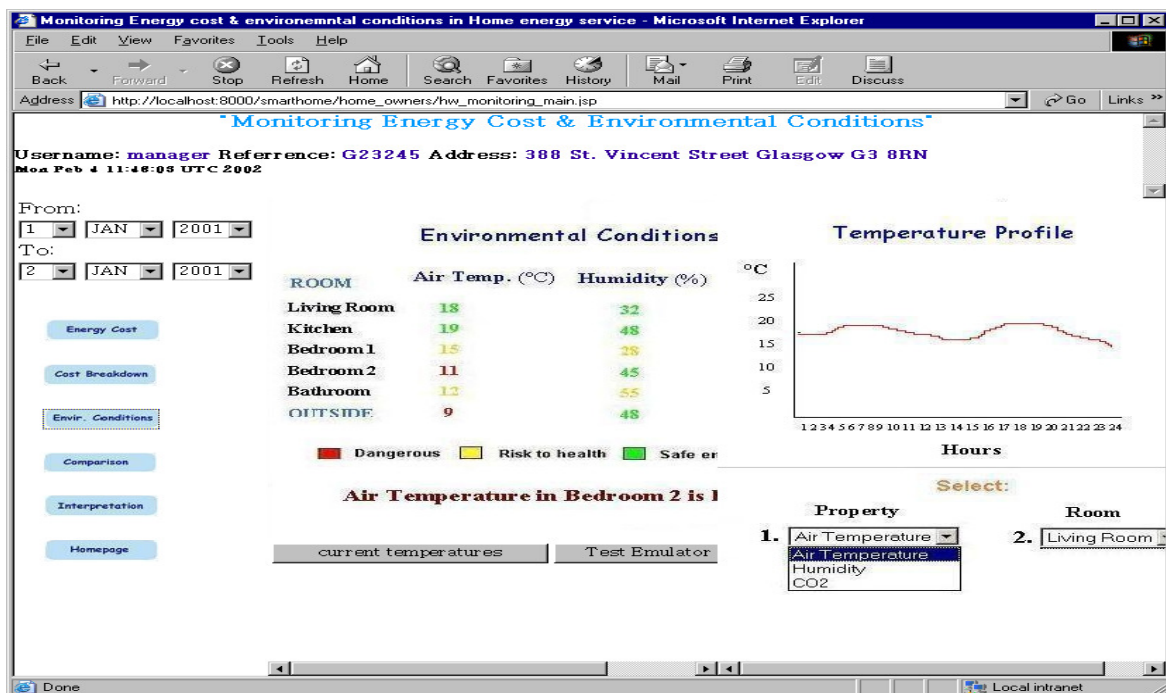 Monitoring Energy cost & environemntal conditions in Home energy service - Microsoft Internet Explorer
File Edit View Favorites Tools Help
Back Forward Stop Refresh Home Search Favorites History Mail Print Edit Discuss
Address http://localhost:8000/smarthome/home_owners/hw_monitoring_main.jsp Go Links »
"Monitoring Energy Cost & Environmental Conditions"
Username: manager Referrence: G23245 Address: 388 St. Vincent Street Glasgow G3 8RN
Mon Feb 4 11:46:08 UTC 2002
From:
1 JAN 2001
To:
2 JAN 2001
Energy Cost
Cost Breakdown
Envir. Conditions
Comparison
Interpretation
Homepage
Environmental Conditions
ROOM Air Temp. (°C) Humidity (%)
Living Room 18 32
Kitchen 19 48
Bedroom 1 15 28
Bedroom 2 11 45
Bathroom 12 55
OUTSIDE 9 48
Dangerous Risk to health Safe er
Air Temperature in Bedroom 2 is l
current temperatures Test Emulator
Temperature Profile
°C
25
20
15
10
5
1 2 3 4 5 6 7 8 9 10 11 12 13 14 15 16 17 18 19 20 21 22 23 24
Hours
Select:
Property Room
1. Air Temperature 2. Living Room
Air Temperature
Humidity
CO2
Done Local intranet